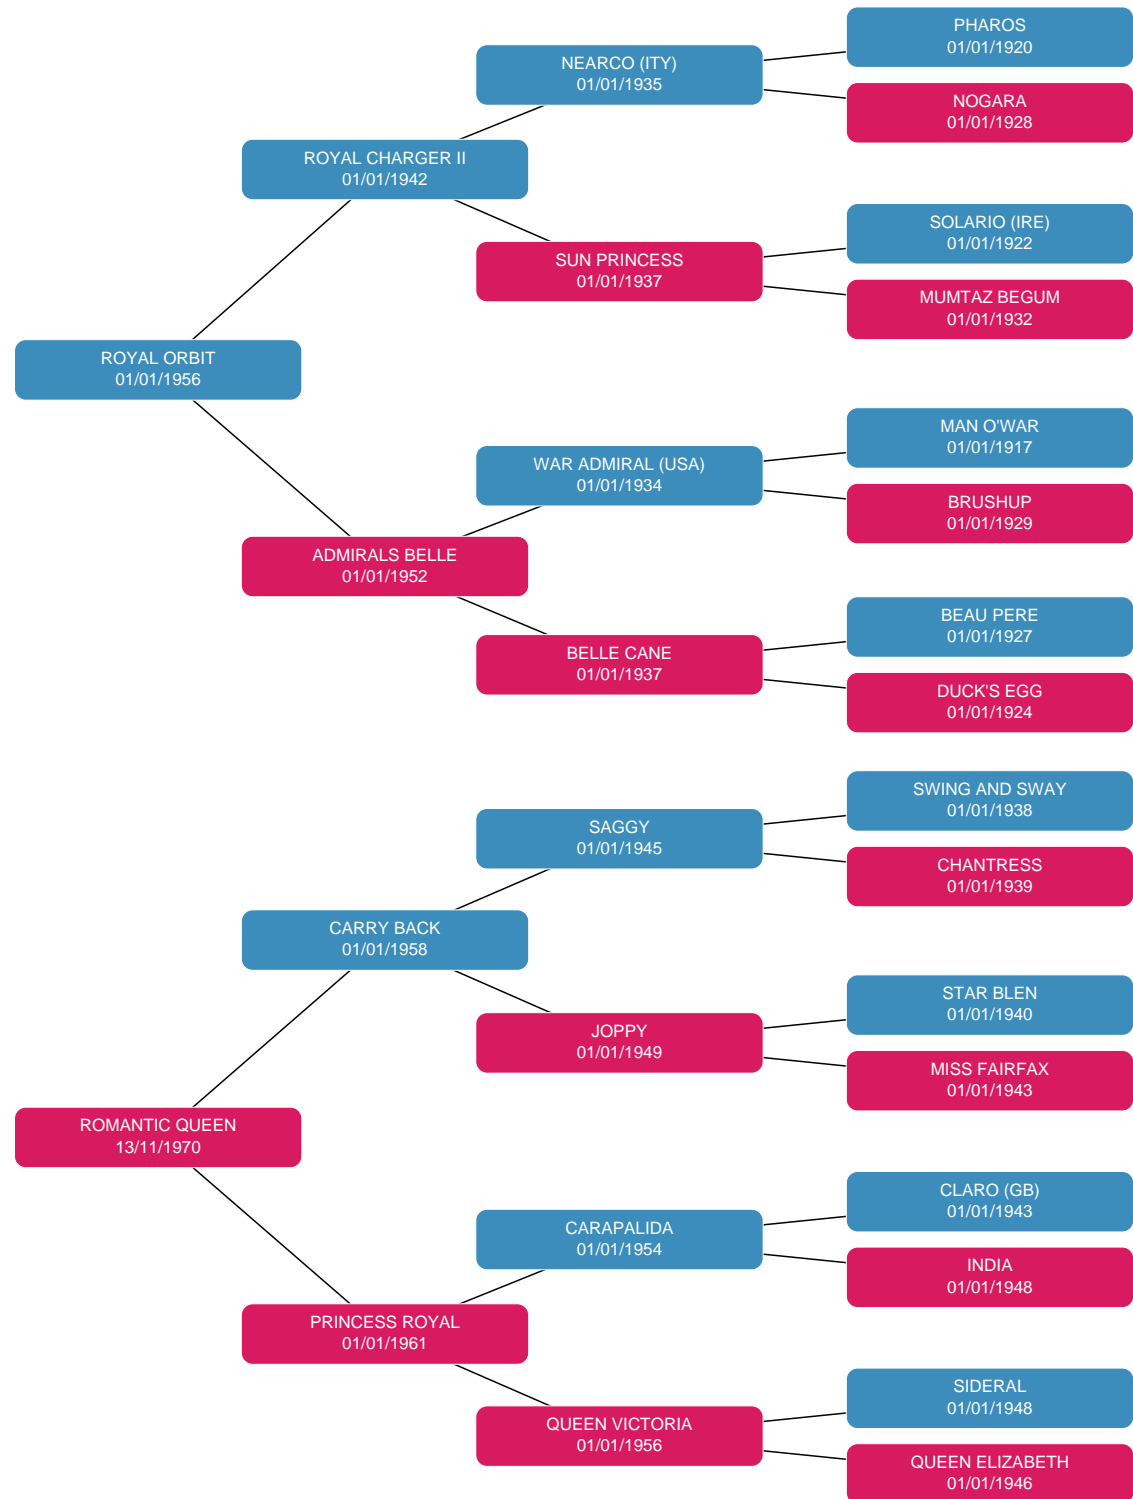 PHAROS
01/01/1920
NEARCO (ITY)
01/01/1935
NOGARA
01/01/1928
ROYAL CHARGER II
01/01/1942
SOLARIO (IRE)
01/01/1922
SUN PRINCESS
01/01/1937
MUMTAZ BEGUM
01/01/1932
ROYAL ORBIT
01/01/1956
MAN O'WAR
01/01/1917
WAR ADMIRAL (USA)
01/01/1934
BRUSHUP
01/01/1929
ADMIRALS BELLE
01/01/1952
BEAU PERE
01/01/1927
BELLE CANE
01/01/1937
DUCK'S EGG
01/01/1924
SWING AND SWAY
01/01/1938
SAGGY
01/01/1945
CHANTRESS
01/01/1939
CARRY BACK
01/01/1958
STAR BLEN
01/01/1940
JOPPY
01/01/1949
MISS FAIRFAX
01/01/1943
ROMANTIC QUEEN
13/11/1970
CLARO (GB)
01/01/1943
CARAPALIDA
01/01/1954
INDIA
01/01/1948
PRINCESS ROYAL
01/01/1961
SIDERAL
01/01/1948
QUEEN VICTORIA
01/01/1956
QUEEN ELIZABETH
01/01/1946